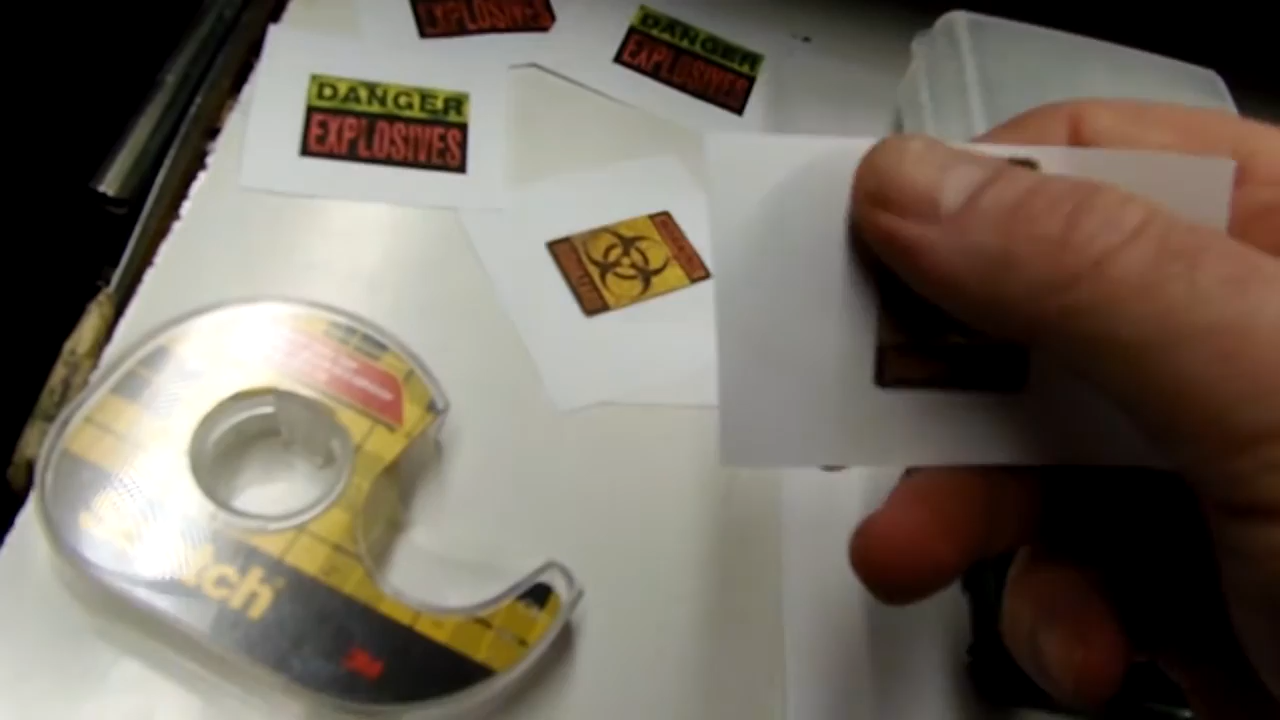 EXPLOSIVES
DANGER
EXPLOSIVES
DANGER
EXPLOSIVES
Scotch
3M